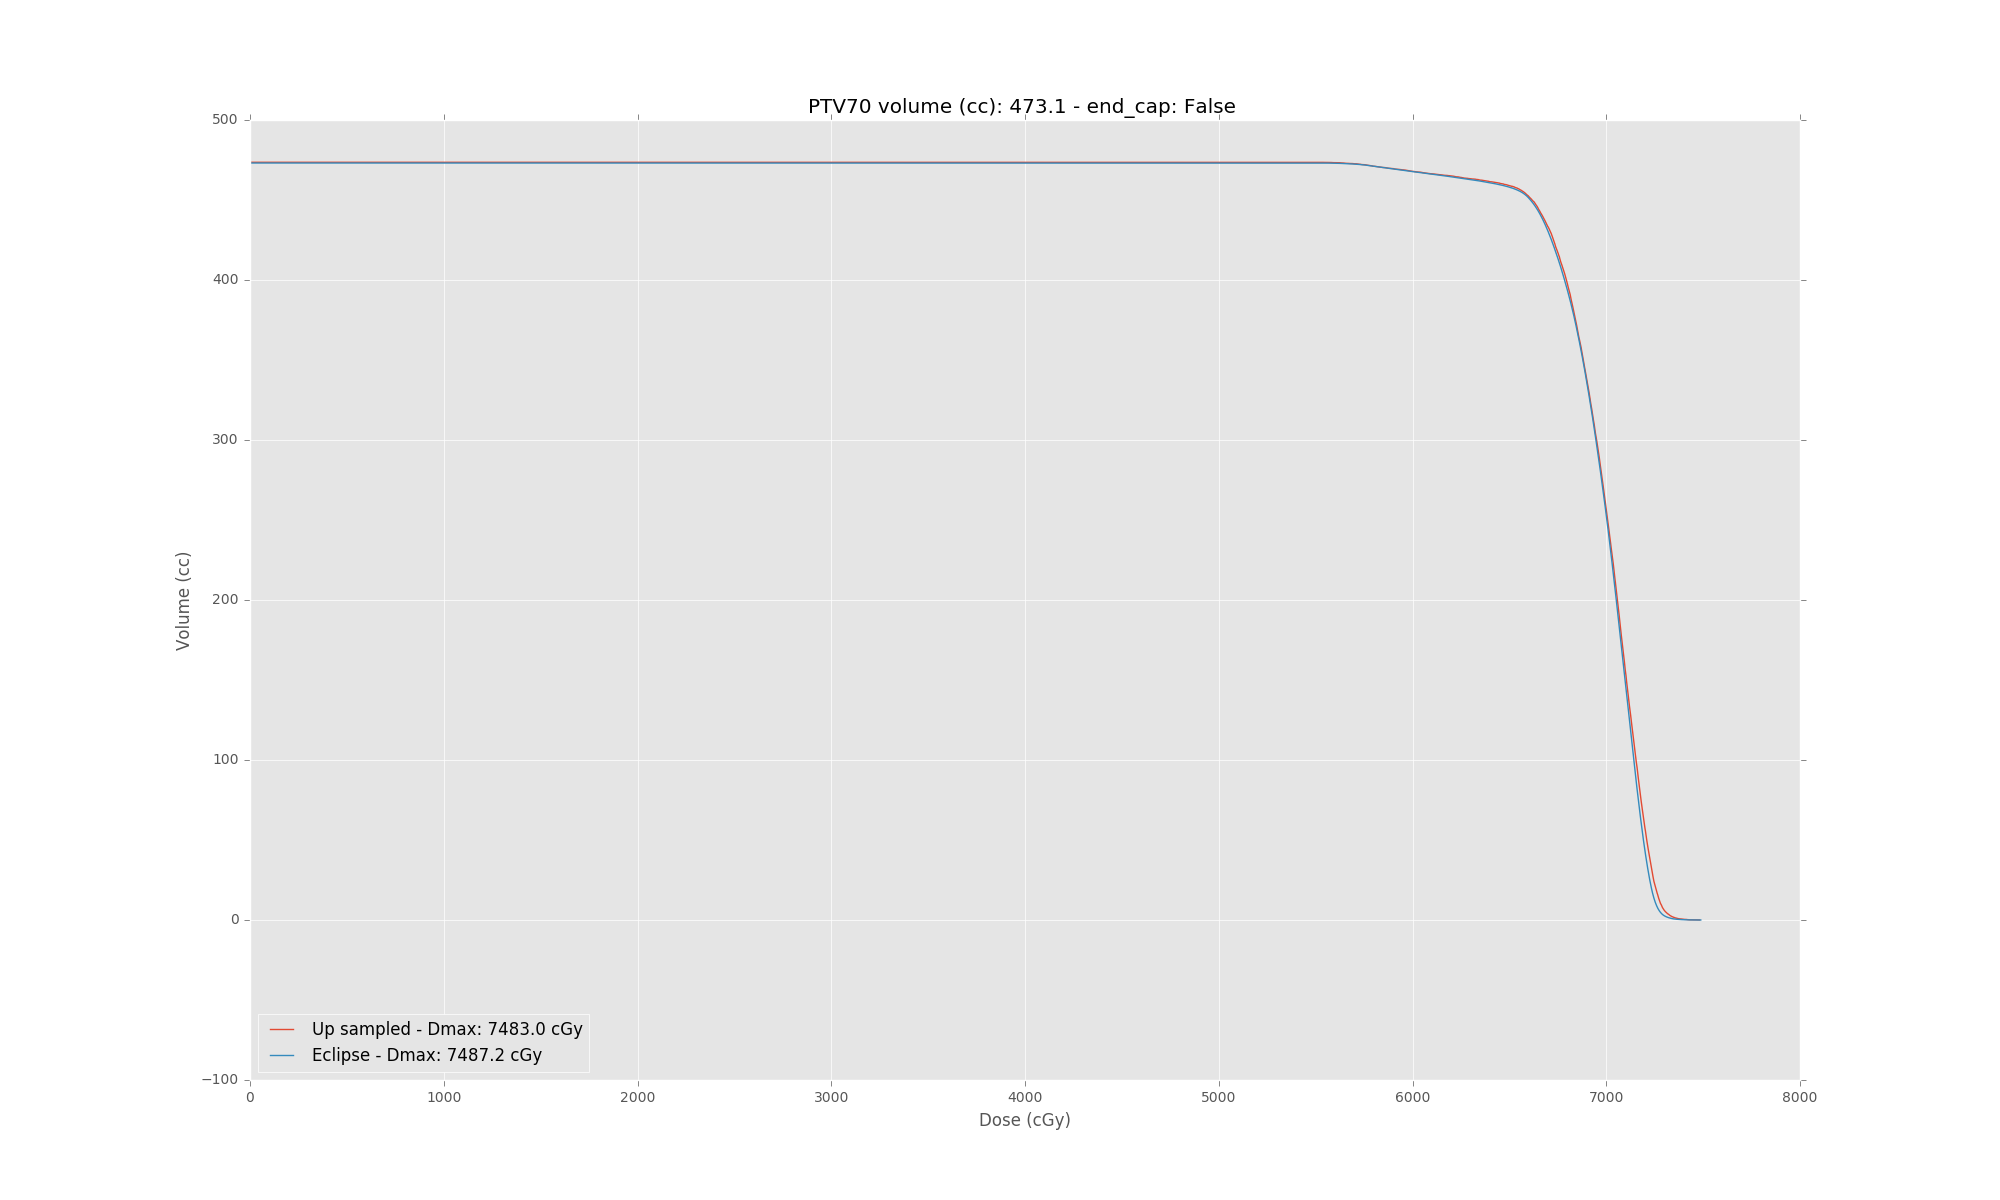 PTV70 volume (cc): 473.1 - end_cap: False
500
400
300
200
100
0
−100
Volume (cc)
Up sampled - Dmax: 7483.0 cGy
Eclipse - Dmax: 7487.2 cGy
0 1000 2000 3000 4000 5000 6000 7000 8000
Dose (cGy)